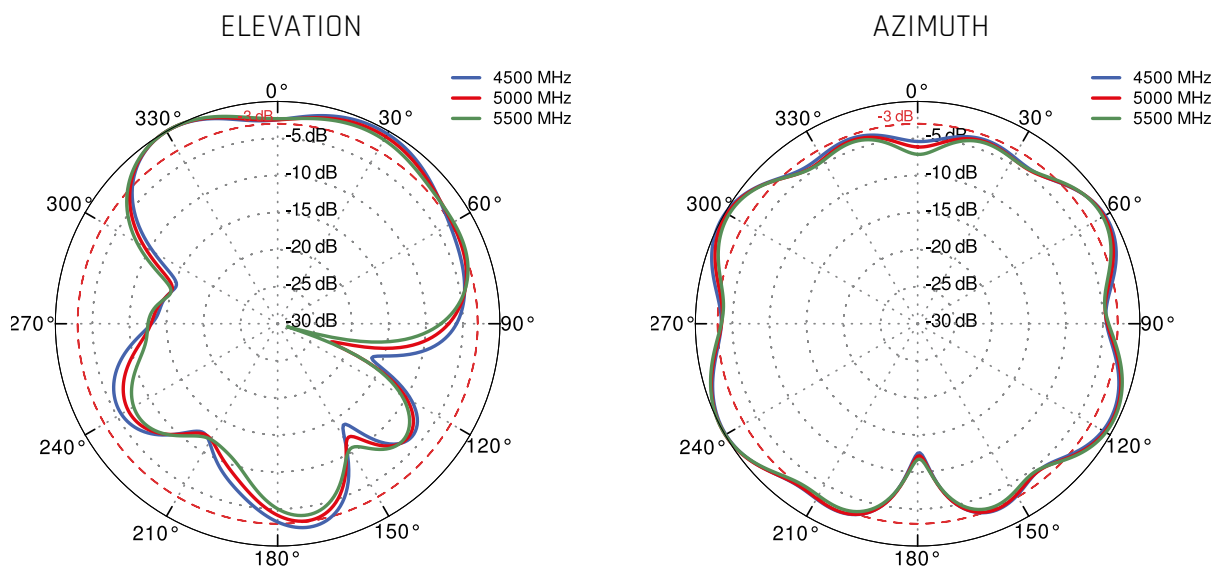 ELEVATION
4500 MHz
5000 MHz
5500 MHz
0°
30°
60°
90°
120°
150°
180°
210°
240°
270°
300°
330°
-3 dB
-5 dB
-10 dB
-15 dB
-20 dB
-25 dB
-30 dB
AZIMUTH
4500 MHz
5000 MHz
5500 MHz
0°
30°
60°
90°
120°
150°
180°
210°
240°
270°
300°
330°
-3 dB
-5 dB
-10 dB
-15 dB
-20 dB
-25 dB
-30 dB